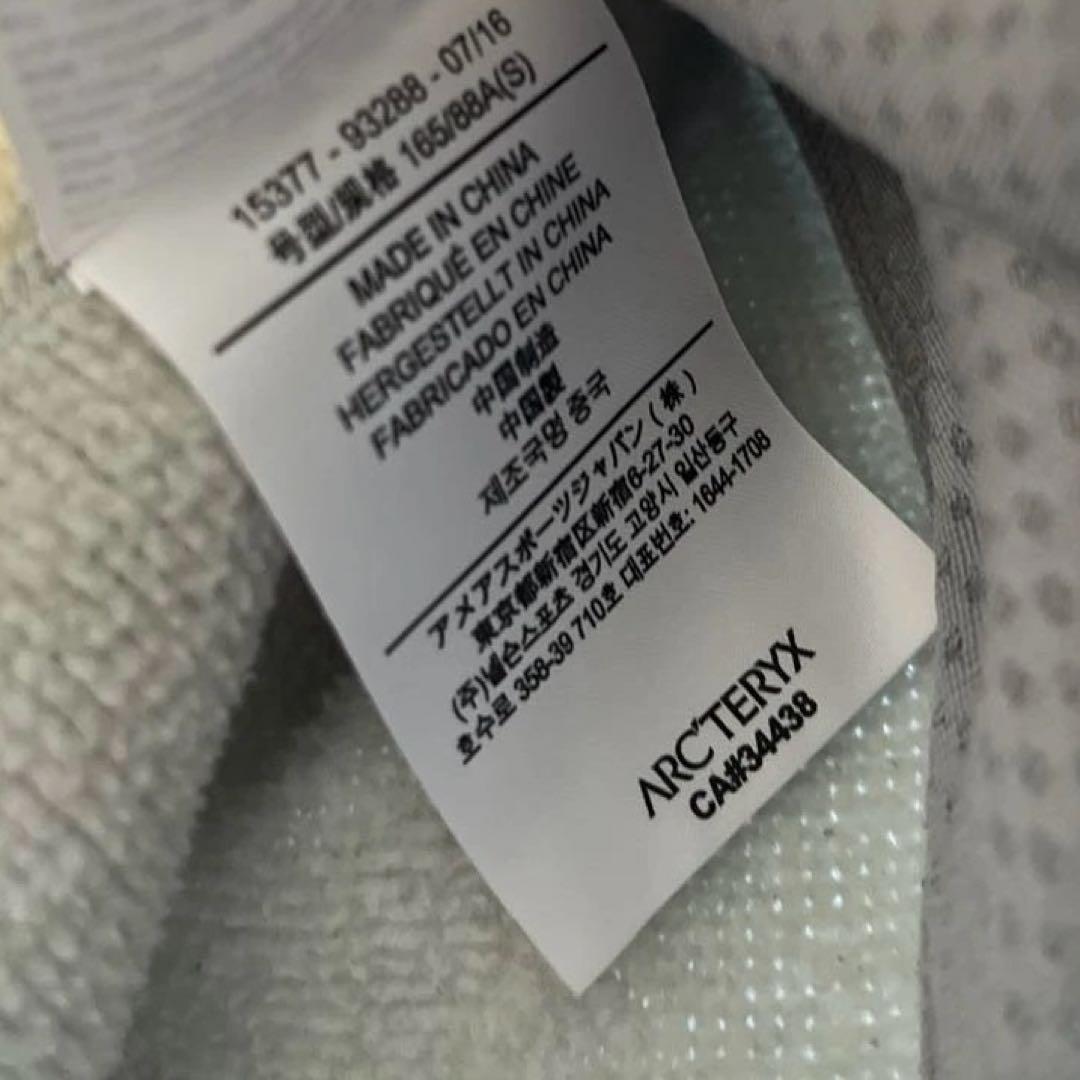 15377 - 93288 - 07/16
号型/规格 165/88A(S)
MADE IN CHINA
FABRIQUÉ EN CHINE
HERGESTELLT IN CHINA
FABRICADO EN CHINA
中国制造
中国製
제조국명 중국
アメアスポーツジャパン(株)
東京都新宿区新宿6-27-30
(주)넬슨스포츠 경기도 고양시 일산동구
호수로 358-39 710호 대표번호: 1644-1708
ARC'TERYX
CA#34438